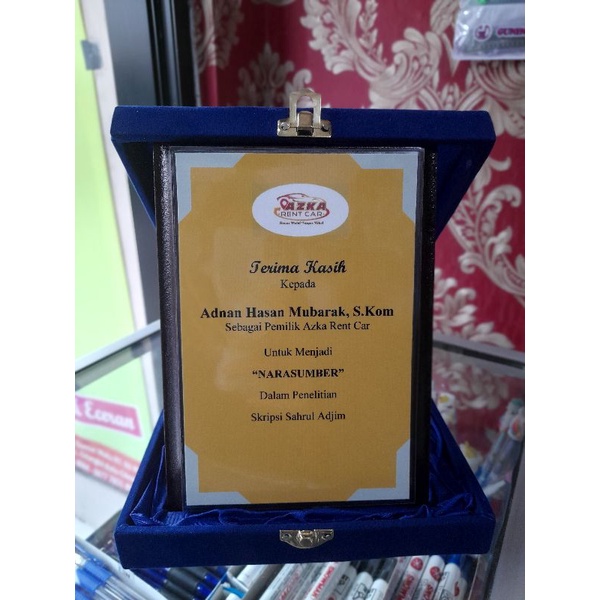 AZKA
RENT CAR
Terima Kasih
Kepada
Adnan Hasan Mubarak, S.Kom
Sebagai Pemilik Azka Rent Car
Untuk Menjadi
“NARASUMBER”
Dalam Penelitian
Skripsi Sahrul Adjim
Eceran